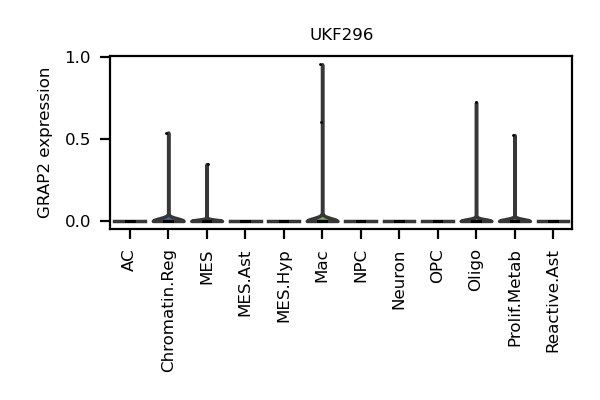 UKF296
GRAP2 expression
1.0
0.5
0.0
AC
Chromatin.Reg
MES
MES.Ast
MES.Hyp
Mac
NPC
Neuron
OPC
Oligo
Prolif.Metab
Reactive.Ast